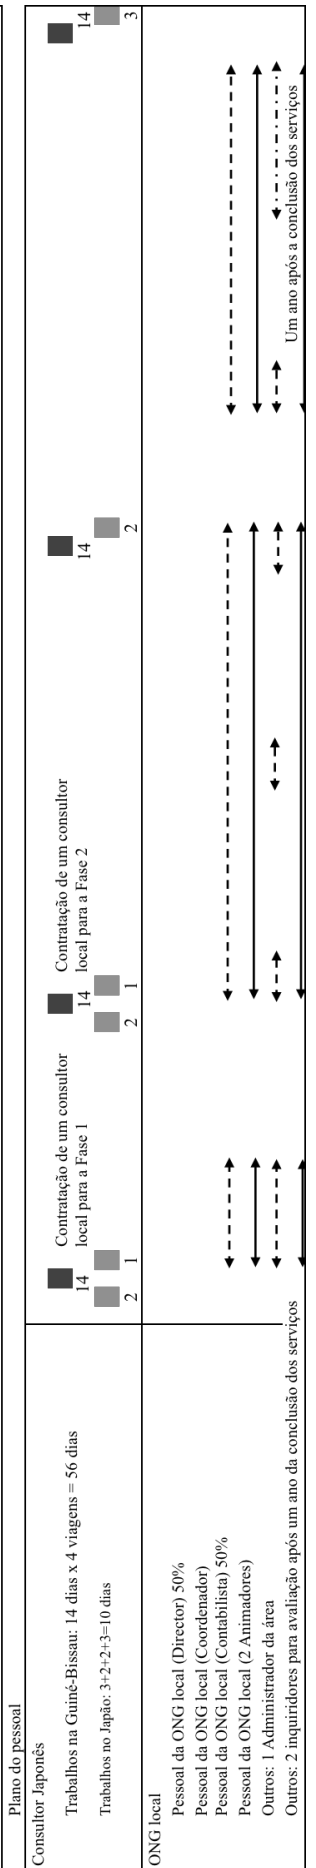 Plano do pessoal
Consultor Japonês
Trabalhos na Guiné-Bissau: 14 dias x 4 viagens = 56 dias
14
Contratação de um consultor
local para a Fase 1
14
Contratação de um consultor
local para a Fase 2
14
14
Trabalhos no Japão: 3+2+2+3=10 dias
2
1
2
1
2
3
ONG local
Pessoal da ONG local (Director) 50%
Pessoal da ONG local (Coordenador)
Pessoal da ONG local (Contabilista) 50%
Pessoal da ONG local (2 Animadores)
Outros: 1 Administrador da área
Outros: 2 inquiridores para avaliação após um ano da conclusão dos serviços
Um ano após a conclusão dos serviços